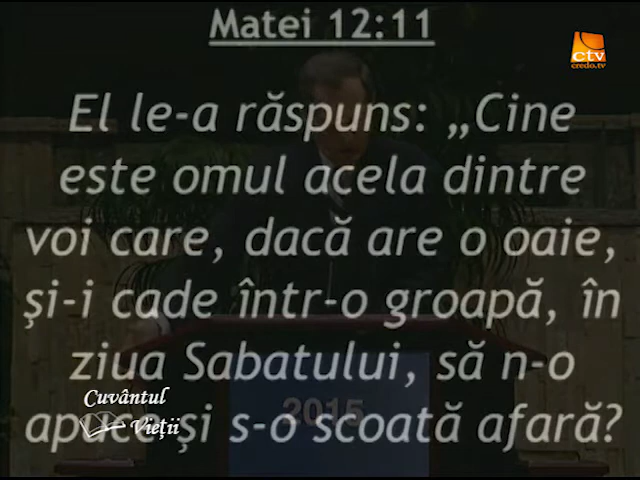 Matei 12:11
ctv
credo.tv
El le-a răspuns: „Cine
este omul acela dintre
voi care, dacă are o oaie,
şi-i cade într-o groapă, în
ziua Sabatului, să n-o
apuce şi s-o scoată afară?
Cuvântul
Vieţii
2015